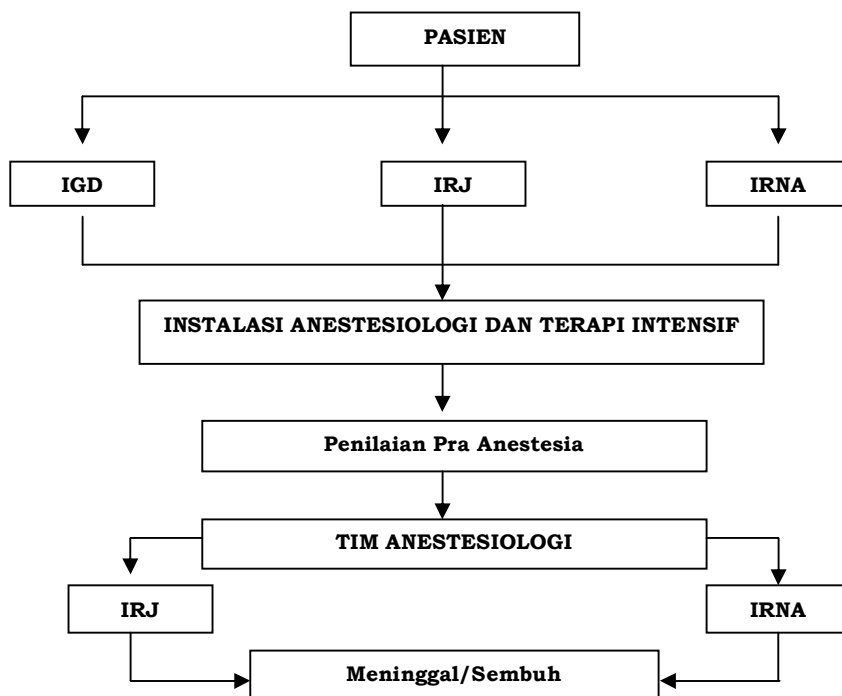 PASIEN
IGD
IRJ
IRNA
INSTALASI ANESTESIOLOGI DAN TERAPI INTENSIF
Penilaian Pra Anestesia
TIM ANESTESIOLOGI
IRJ
IRNA
Meninggal/Sembuh